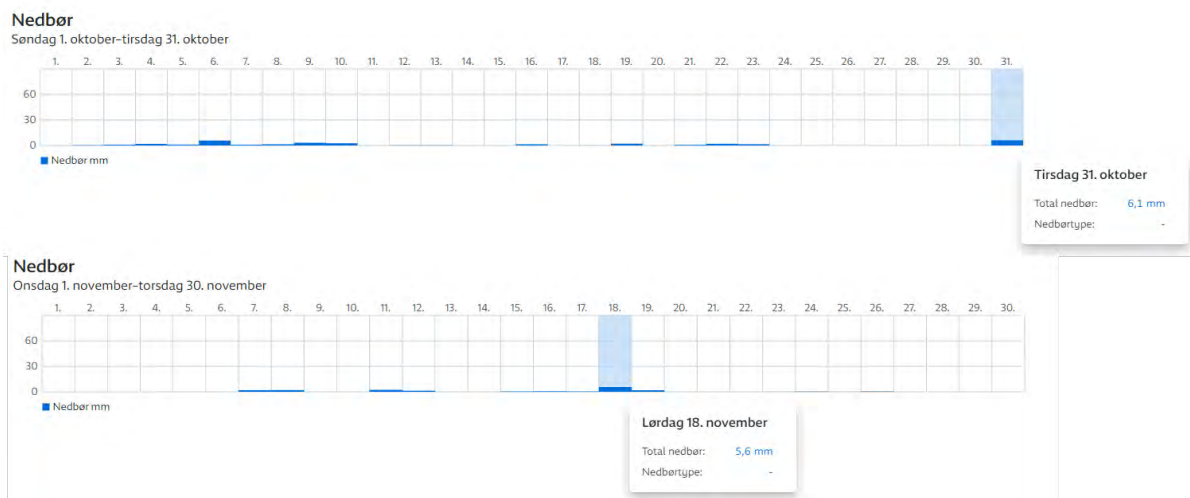 Nedbør
Søndag 1. oktober–tirsdag 31. oktober
1. 2. 3. 4. 5. 6. 7. 8. 9. 10. 11. 12. 13. 14. 15. 16. 17. 18. 19. 20. 21. 22. 23. 24. 25. 26. 27. 28. 29. 30. 31.
60
30
0
Nedbør mm
Tirsdag 31. oktober
Total nedbør: 6,1 mm
Nedbørtype: -
Nedbør
Onsdag 1. november–torsdag 30. november
1. 2. 3. 4. 5. 6. 7. 8. 9. 10. 11. 12. 13. 14. 15. 16. 17. 18. 19. 20. 21. 22. 23. 24. 25. 26. 27. 28. 29. 30.
60
30
0
Nedbør mm
Lørdag 18. november
Total nedbør: 5,6 mm
Nedbørtype: -